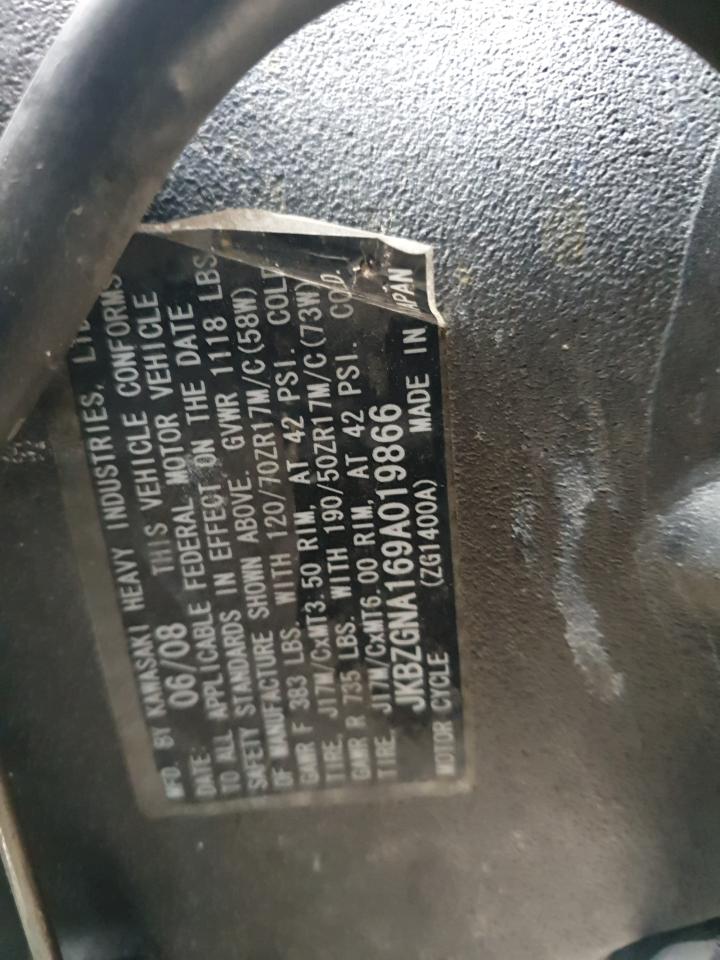 MFD. BY KAWASAKI HEAVY INDUSTRIES, LTD
DATE: 06/08 THIS VEHICLE CONFORMS
TO ALL APPLICABLE FEDERAL MOTOR VEHICLE
SAFETY STANDARDS IN EFFECT ON THE DATE
OF MANUFACTURE SHOWN ABOVE. GVWR 1118 LBS.
GAWR F 383 LBS. WITH 120/70ZR17M/C(58W)
TIRE, J17M/CxMT3.50 RIM, AT 42 PSI. COLD
GAWR R 735 LBS. WITH 190/50ZR17M/C(73W)
TIRE, J17M/CxMT6.00 RIM, AT 42 PSI. COLD.
JKBZGNA169A019866
MOTOR CYCLE (ZG1400A) MADE IN JPAN